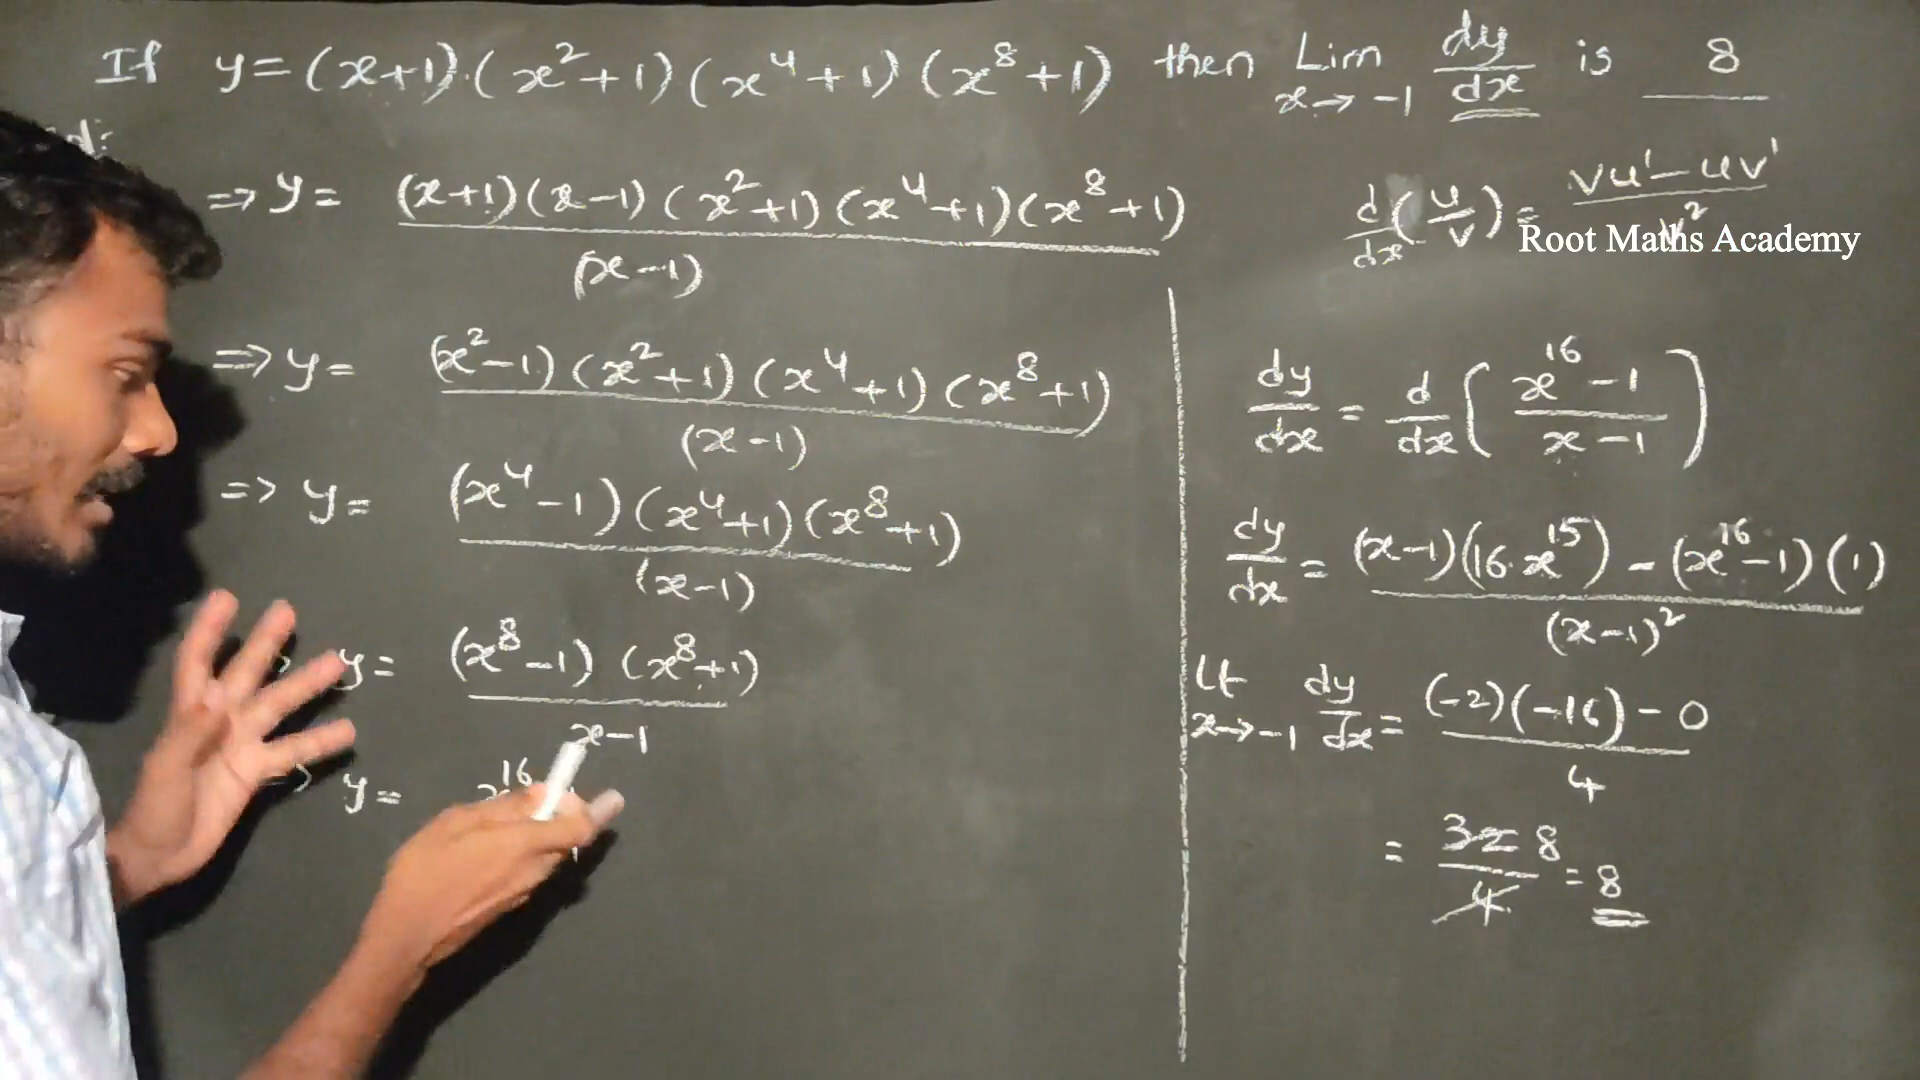 If y=(x+1).(x²+1)(x⁴+1)(x⁸+1) then Lim x→-1 dy/dx is 8
⇒ y = (x+1)(x-1)(x²+1)(x⁴+1)(x⁸+1)
(x-1)
⇒ y = (x²-1)(x²+1)(x⁴+1)(x⁸+1)
(x-1)
⇒ y = (x⁴-1)(x⁴+1)(x⁸+1)
(x-1)
y = (x⁸-1)(x⁸+1)
x-1
y = 16
d/dx (u/v) = vu'-uv'
v²
Root Maths Academy
dy/dx = d/dx (x¹⁶-1 / x-1)
dy/dx = (x-1)(16.x¹⁵) - (x¹⁶-1)(1)
(x-1)²
Lt x→-1 dy/dx = (-2)(-16) - 0
4
= 32/4 8 = 8